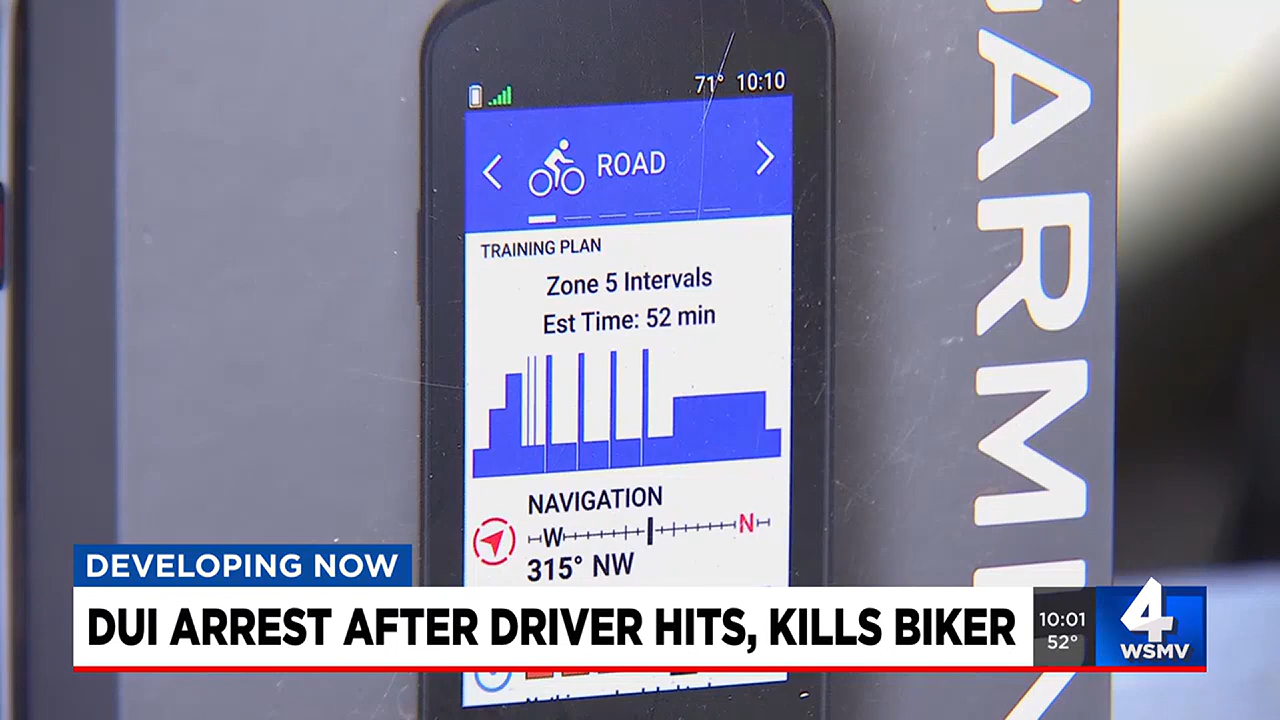 71° 10:10
ROAD
TRAINING PLAN
Zone 5 Intervals
Est Time: 52 min
NAVIGATION
W N
315° NW
GARMIN
DEVELOPING NOW
DUI ARREST AFTER DRIVER HITS, KILLS BIKER
10:01
52°
4
WSMV